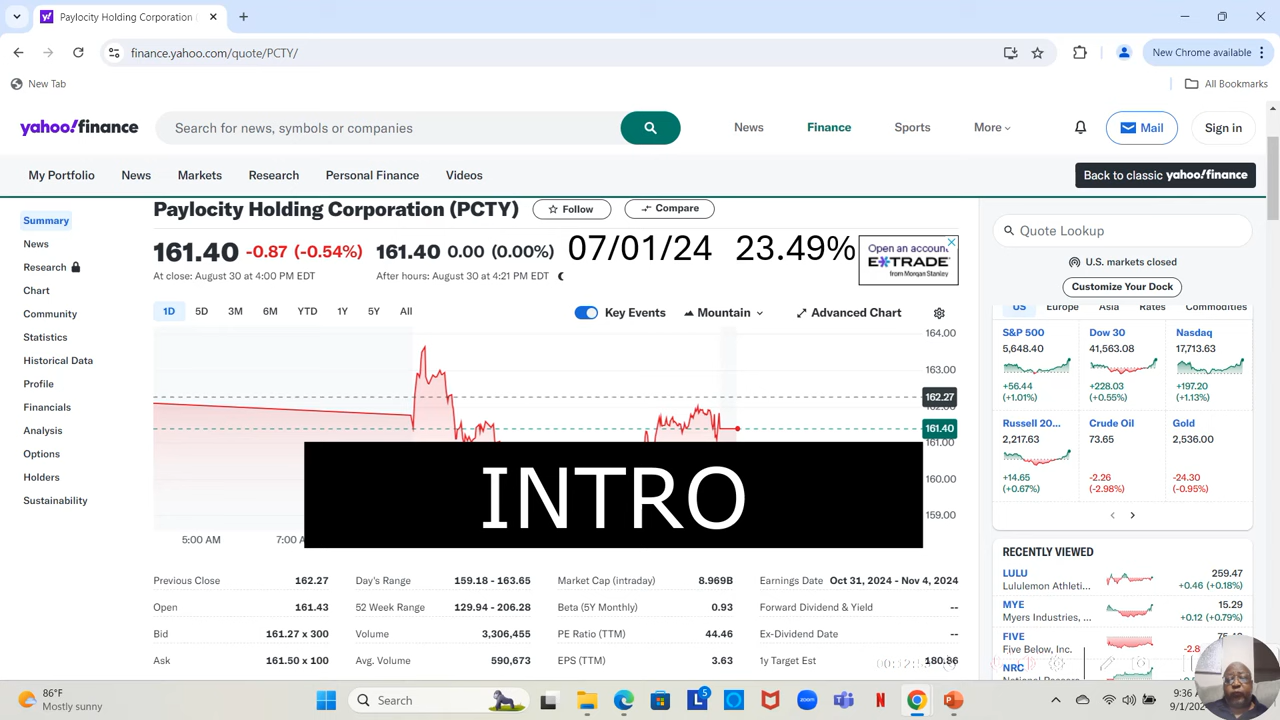 Paylocity Holding Corporation (
finance.yahoo.com/quote/PCTY/
New Chrome available
New Tab
All Bookmarks
yahoo!finance
Search for news, symbols or companies
News
Finance
Sports
More
Mail
Sign in
My Portfolio
News
Markets
Research
Personal Finance
Videos
Back to classic yahoo!finance
Summary
News
Research
Chart
Community
Statistics
Historical Data
Profile
Financials
Analysis
Options
Holders
Sustainability
Paylocity Holding Corporation (PCTY)
Follow
Compare
161.40 -0.87 (-0.54%)
At close: August 30 at 4:00 PM EDT
161.40 0.00 (0.00%)
After hours: August 30 at 4:21 PM EDT
07/01/24 23.49%
Open an account
E*TRADE
from Morgan Stanley
1D 5D 3M 6M YTD 1Y 5Y All
Key Events
Mountain
Advanced Chart
164.00
163.00
162.27
162.00
161.40
161.00
160.00
159.00
5:00 AM
7:00 A
INTRO
Previous Close 162.27
Open 161.43
Bid 161.27 x 300
Ask 161.50 x 100
Day's Range 159.18 - 163.65
52 Week Range 129.94 - 206.28
Volume 3,306,455
Avg. Volume 590,673
Market Cap (intraday) 8.969B
Beta (5Y Monthly) 0.93
PE Ratio (TTM) 44.46
EPS (TTM) 3.63
Earnings Date Oct 31, 2024 - Nov 4, 2024
Forward Dividend & Yield --
Ex-Dividend Date --
1y Target Est 180.86
Quote Lookup
U.S. markets closed
Customize Your Dock
US Europe Asia Rates Commodities
S&P 500
5,648.40
+56.44
(+1.01%)
Dow 30
41,563.08
+228.03
(+0.55%)
Nasdaq
17,713.63
+197.20
(+1.13%)
Russell 20...
2,217.63
+14.65
(+0.67%)
Crude Oil
73.65
-2.26
(-2.98%)
Gold
2,536.00
-24.30
(-0.95%)
RECENTLY VIEWED
LULU 259.47
Lululemon Athleti... +0.46 (+0.18%)
MYE 15.29
Myers Industries, ... +0.12 (+0.79%)
FIVE
Five Below, Inc. -2.8
NRC
86°F
Mostly sunny
Search
5
9:36
9/1/